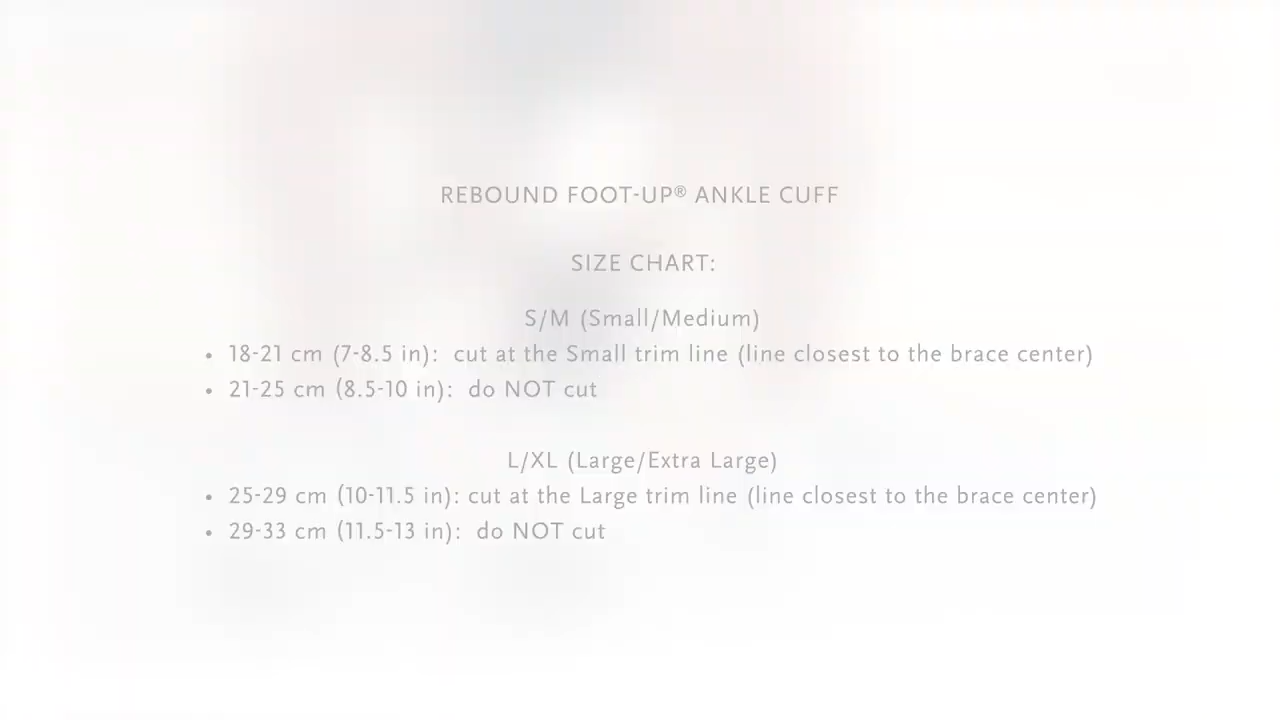 REBOUND FOOT-UP® ANKLE CUFF
SIZE CHART:
S/M (Small/Medium)
• 18-21 cm (7-8.5 in): cut at the Small trim line (line closest to the brace center)
• 21-25 cm (8.5-10 in): do NOT cut
L/XL (Large/Extra Large)
• 25-29 cm (10-11.5 in): cut at the Large trim line (line closest to the brace center)
• 29-33 cm (11.5-13 in): do NOT cut